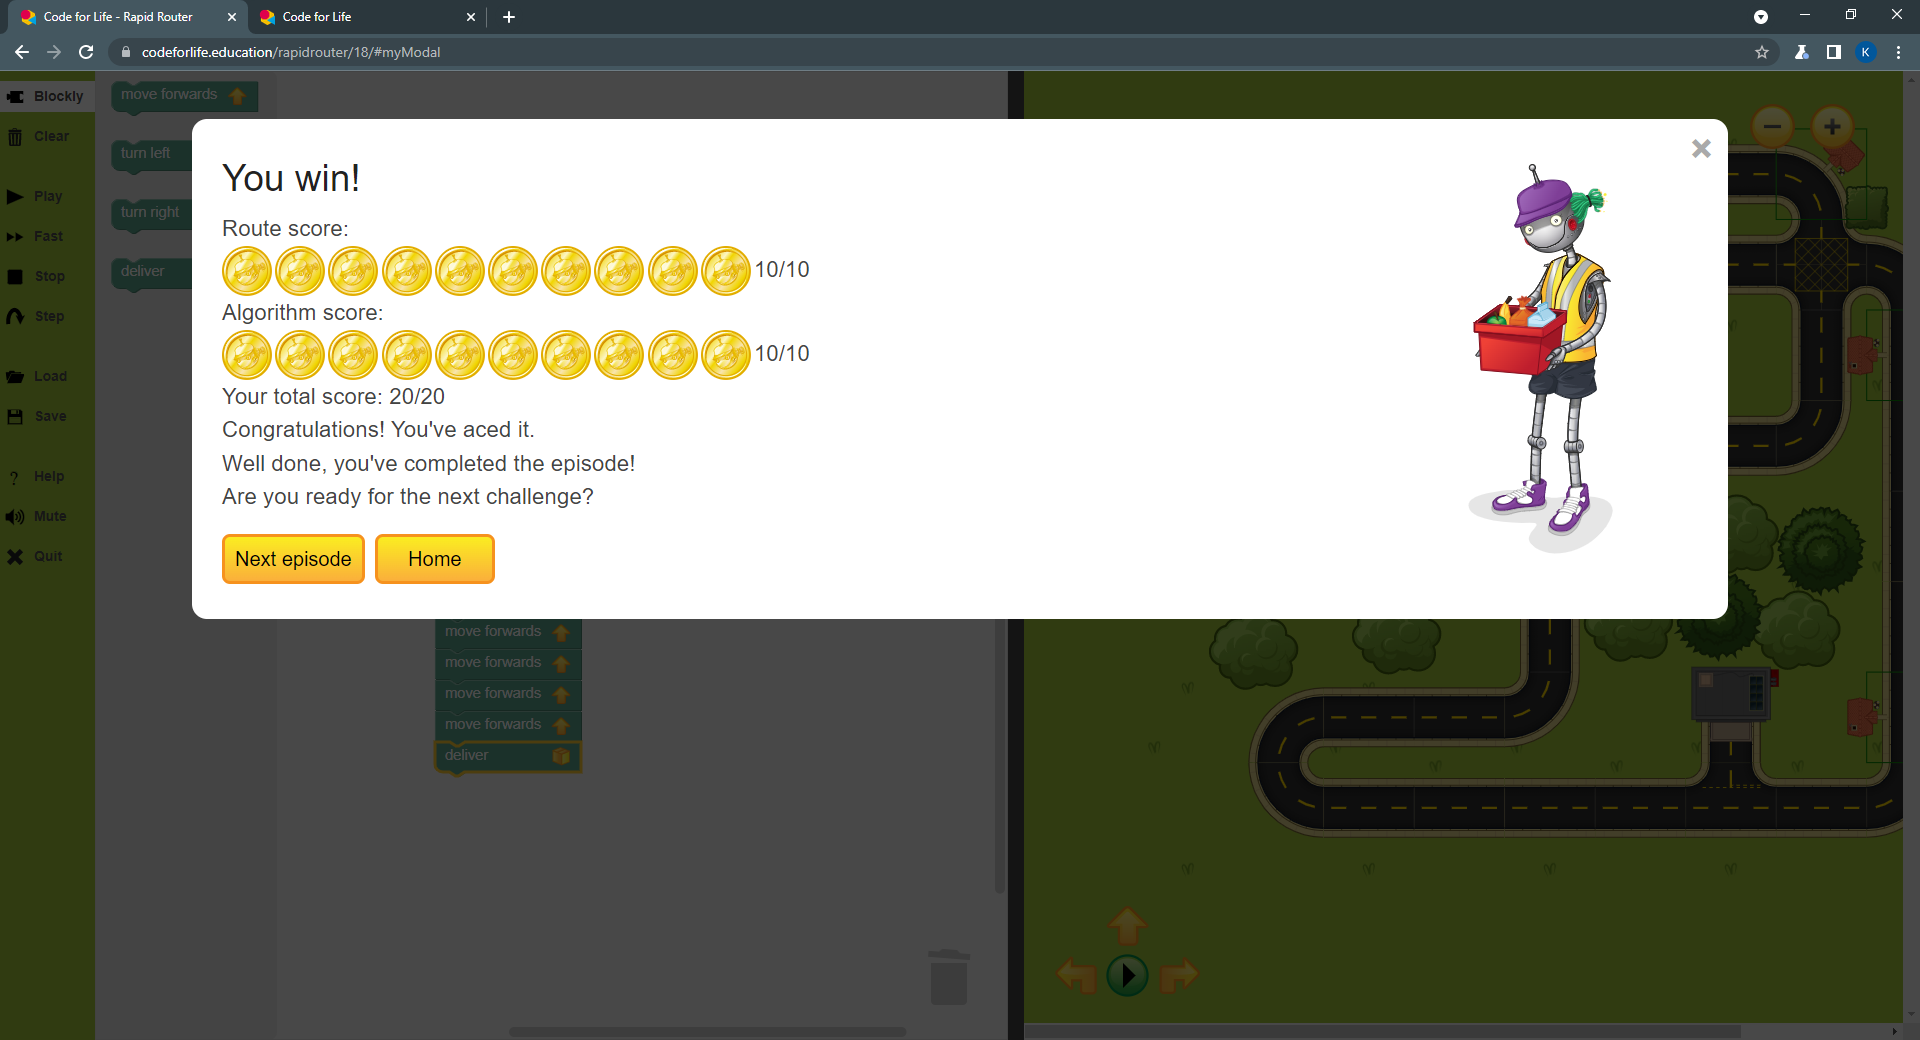 Code for Life - Rapid Router
Code for Life
codeforlife.education/rapidrouter/18/#myModal
K
Blockly
Clear
Play
Fast
Stop
Step
Load
Save
Help
Mute
Quit
move forwards
turn left
turn right
deliver
You win!
Route score:
10/10
Algorithm score:
10/10
Your total score: 20/20
Congratulations! You've aced it.
Well done, you've completed the episode!
Are you ready for the next challenge?
Next episode
Home
move forwards
move forwards
move forwards
move forwards
deliver